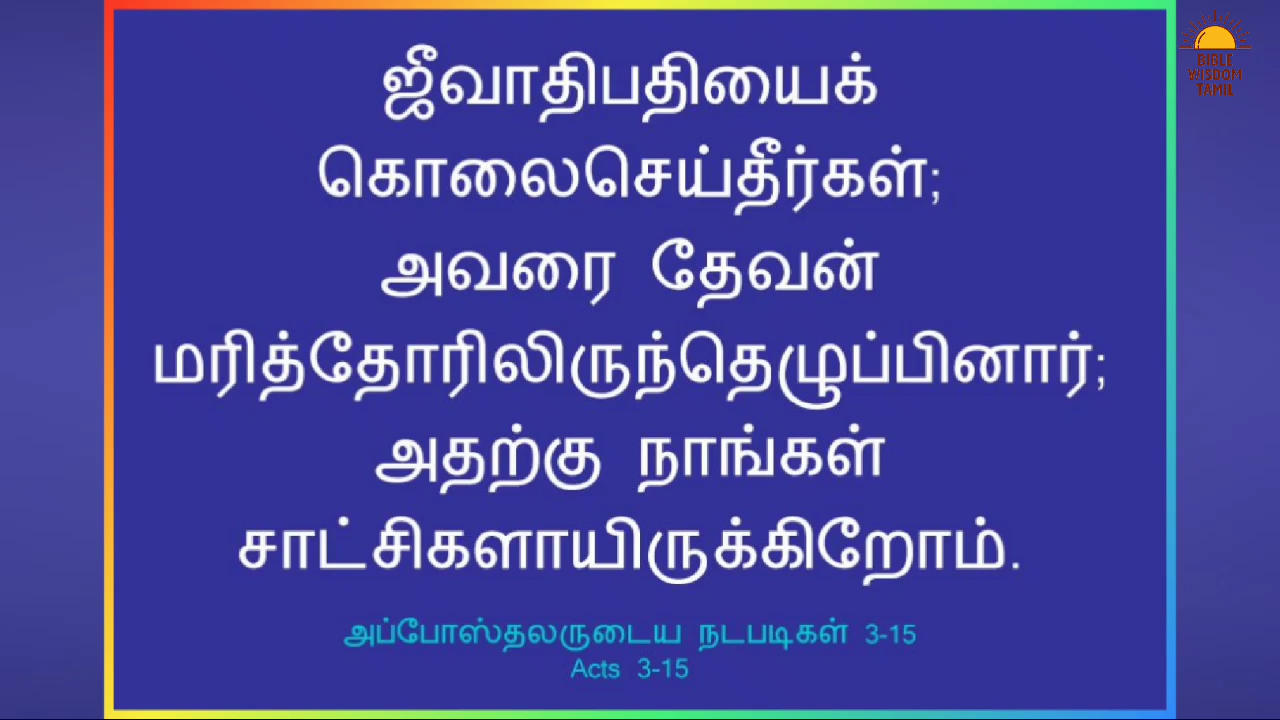 ஜீவாதிபதியைக்
கொலைசெய்தீர்கள்;
அவரை தேவன்
மரித்தோரிலிருந்தெழுப்பினார்;
அதற்கு நாங்கள்
சாட்சிகளாயிருக்கிறோம்.
அப்போஸ்தலருடைய நடபடிகள் 3-15
Acts 3-15
BIBLE
WISDOM
TAMIL